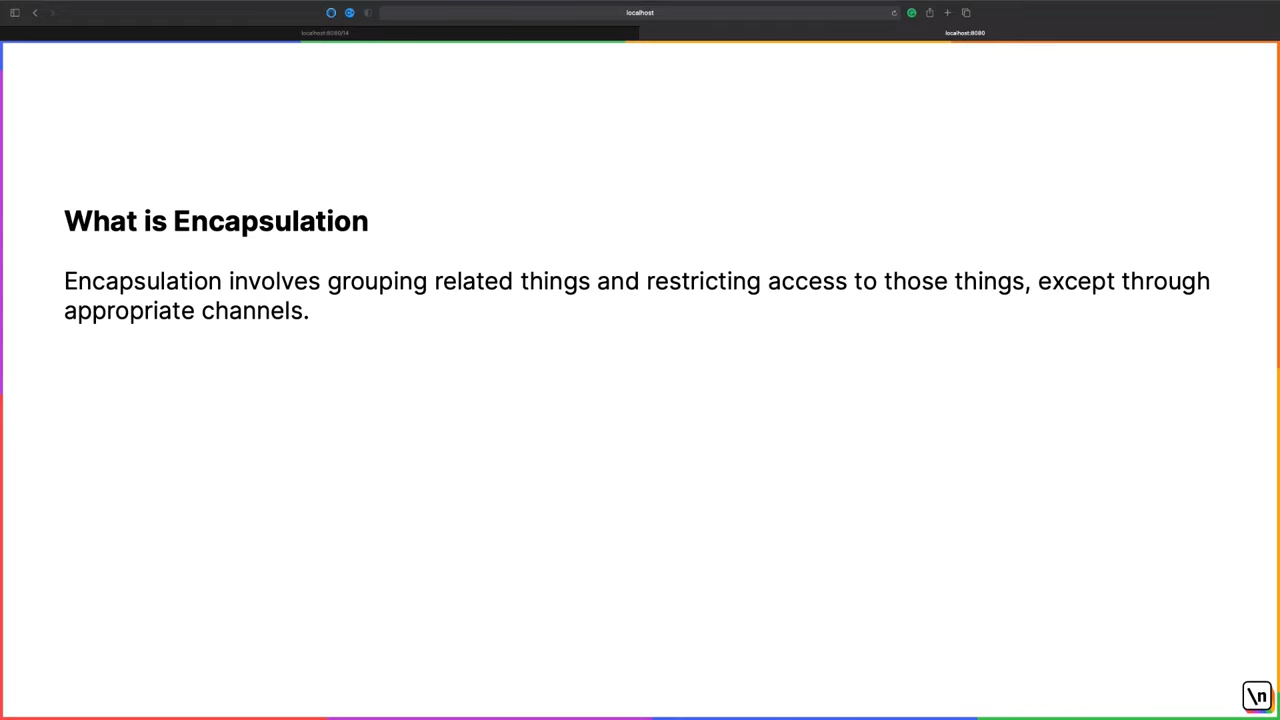 localhost
localhost:8080/14
localhost:8080
What is Encapsulation
Encapsulation involves grouping related things and restricting access to those things, except through
appropriate channels.
\n